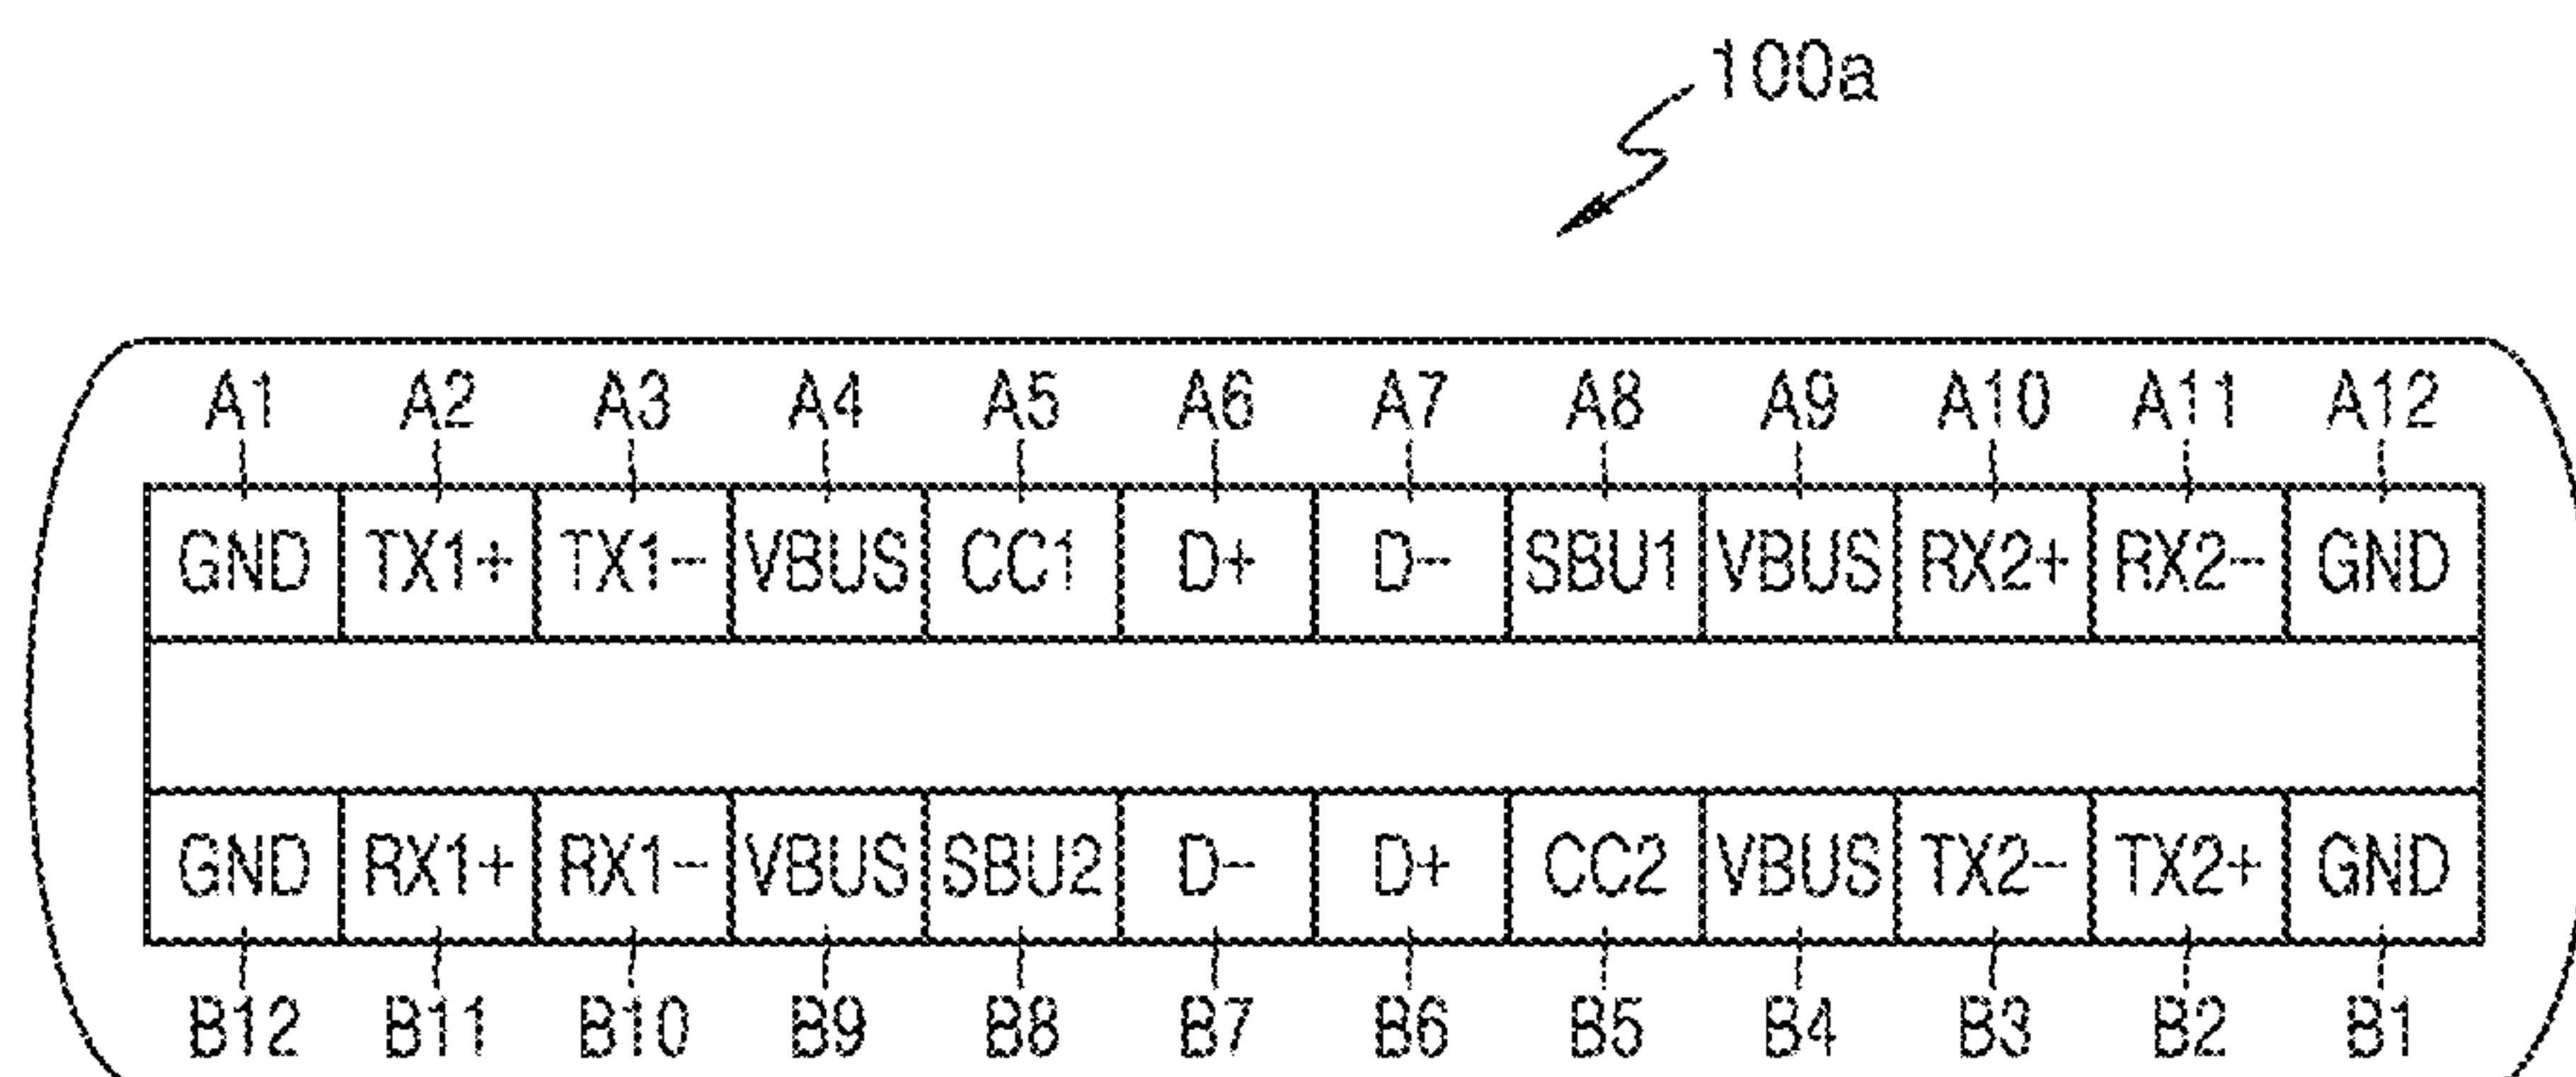 100a
A1 A2 A3 A4 A5 A6 A7 A8 A9 A10 A11 A12
GND TX1+ TX1- VBUS CC1 D+ D- SBU1 VBUS RX2+ RX2- GND
GND RX1+ RX1- VBUS SBU2 D- D+ CC2 VBUS TX2- TX2+ GND
B12 B11 B10 B9 B8 B7 B6 B5 B4 B3 B2 B1